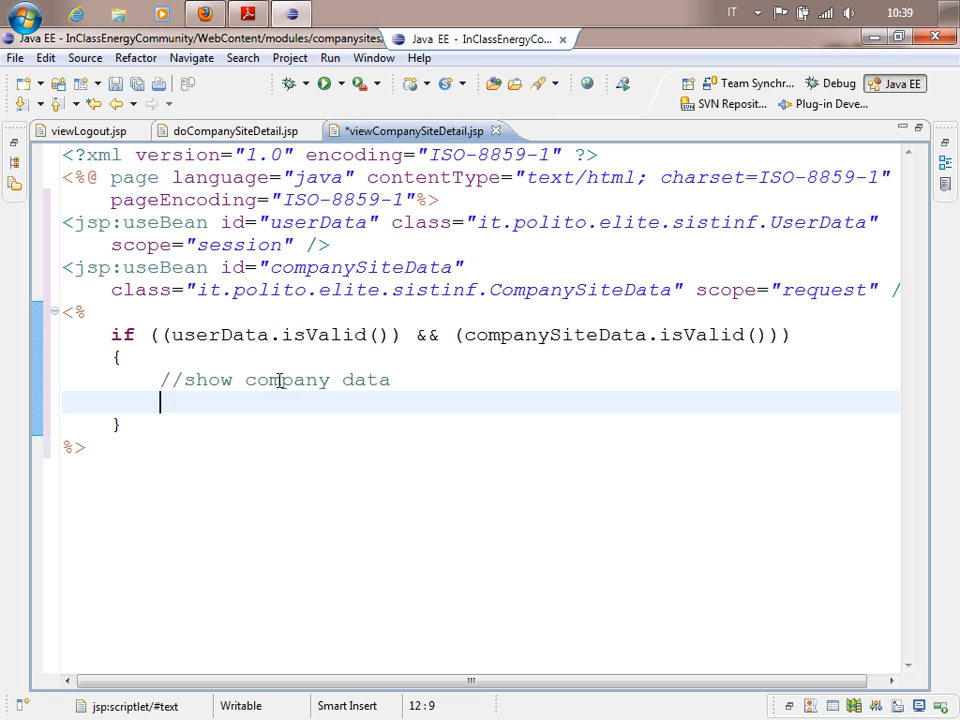 IT
10:39
Java EE - InClassEnergyCommunity/WebContent/modules/companysites
Java EE - InClassEnergyCo...
File Edit Source Refactor Navigate Search Project Run Window Help
Team Synchr... Debug Java EE
SVN Reposit... Plug-in Deve...
viewLogout.jsp doCompanySiteDetail.jsp *viewCompanySiteDetail.jsp
<?xml version="1.0" encoding="ISO-8859-1" ?>
<%@ page language="java" contentType="text/html; charset=ISO-8859-1"
pageEncoding="ISO-8859-1"%>
<jsp:useBean id="userData" class="it.polito.elite.sistinf.UserData"
scope="session" />
<jsp:useBean id="companySiteData"
class="it.polito.elite.sistinf.CompanySiteData" scope="request" /
<%
if ((userData.isValid()) && (companySiteData.isValid()))
{
//show company data
}
%>
jsp:scriptlet/#text Writable Smart Insert 12 : 9